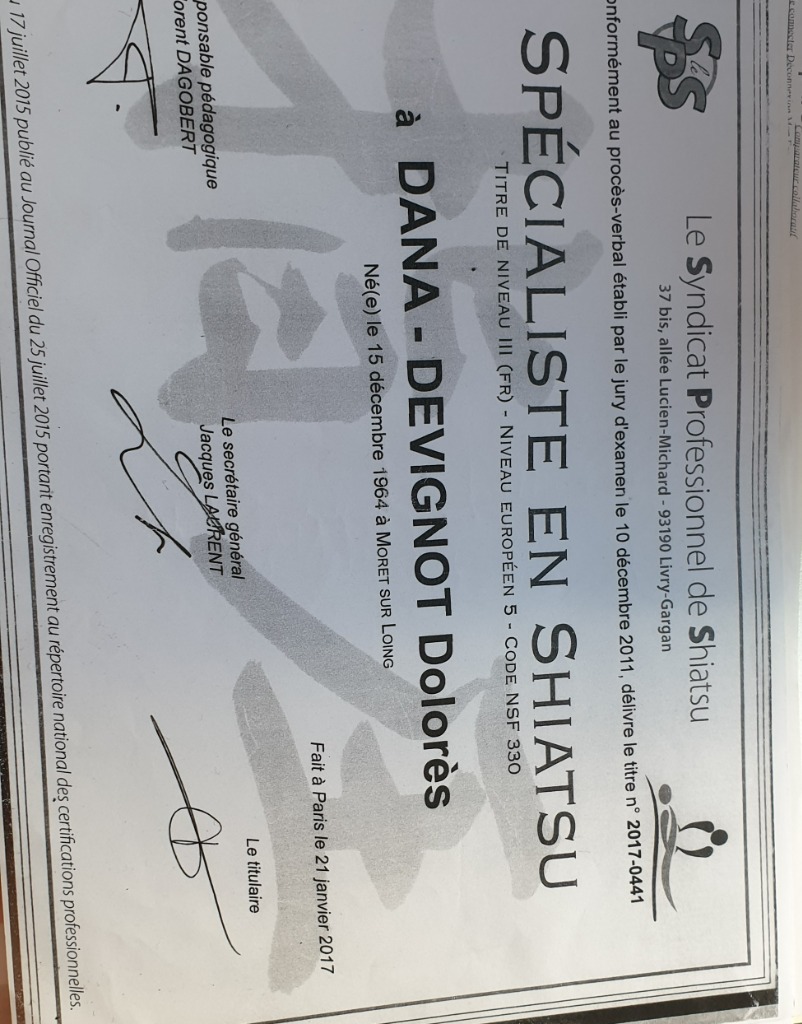 Le SPS
Le Syndicat Professionnel de Shiatsu
37 bis, allée Lucien-Michard - 93190 Livry-Gargan
onformément au procès-verbal établi par le jury d'examen le 10 décembre 2011, délivre le titre n° 2017-0441
SPÉCIALISTE EN SHIATSU
TITRE DE NIVEAU III (FR) - NIVEAU EUROPÉEN 5 - CODE NSF 330
à DANA - DEVIGNOT Dolorès
Né(e) le 15 décembre 1964 à MORET SUR LOING
Fait à Paris le 21 janvier 2017
ponsable pédagogique
orent DAGOBERT
Le secrétaire général
Jacques LAURENT
Le titulaire
u 17 juillet 2015 publié au Journal Officiel du 25 juillet 2015 portant enregistrement au répertoire national des certifications professionnelles.